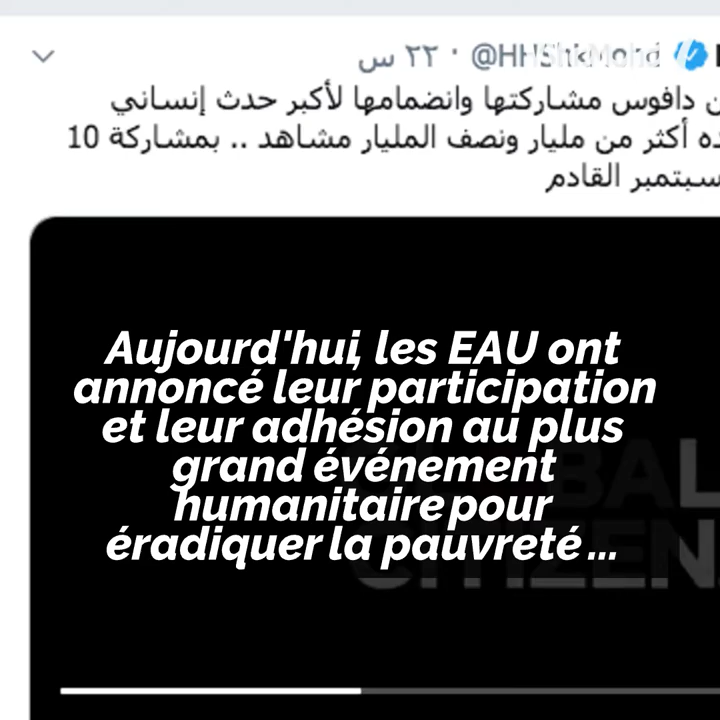 @HHShkMohd · ٢٢ س
دافوس مشاركتها وانضمامها لأكبر حدث إنساني
أكثر من مليار ونصف المليار مشاهد .. بمشاركة 10
سبتمبر القادم
Aujourd'hui, les EAU ont
annoncé leur participation
et leur adhésion au plus
grand événement
humanitaire pour
éradiquer la pauvreté ...
CITIZEN